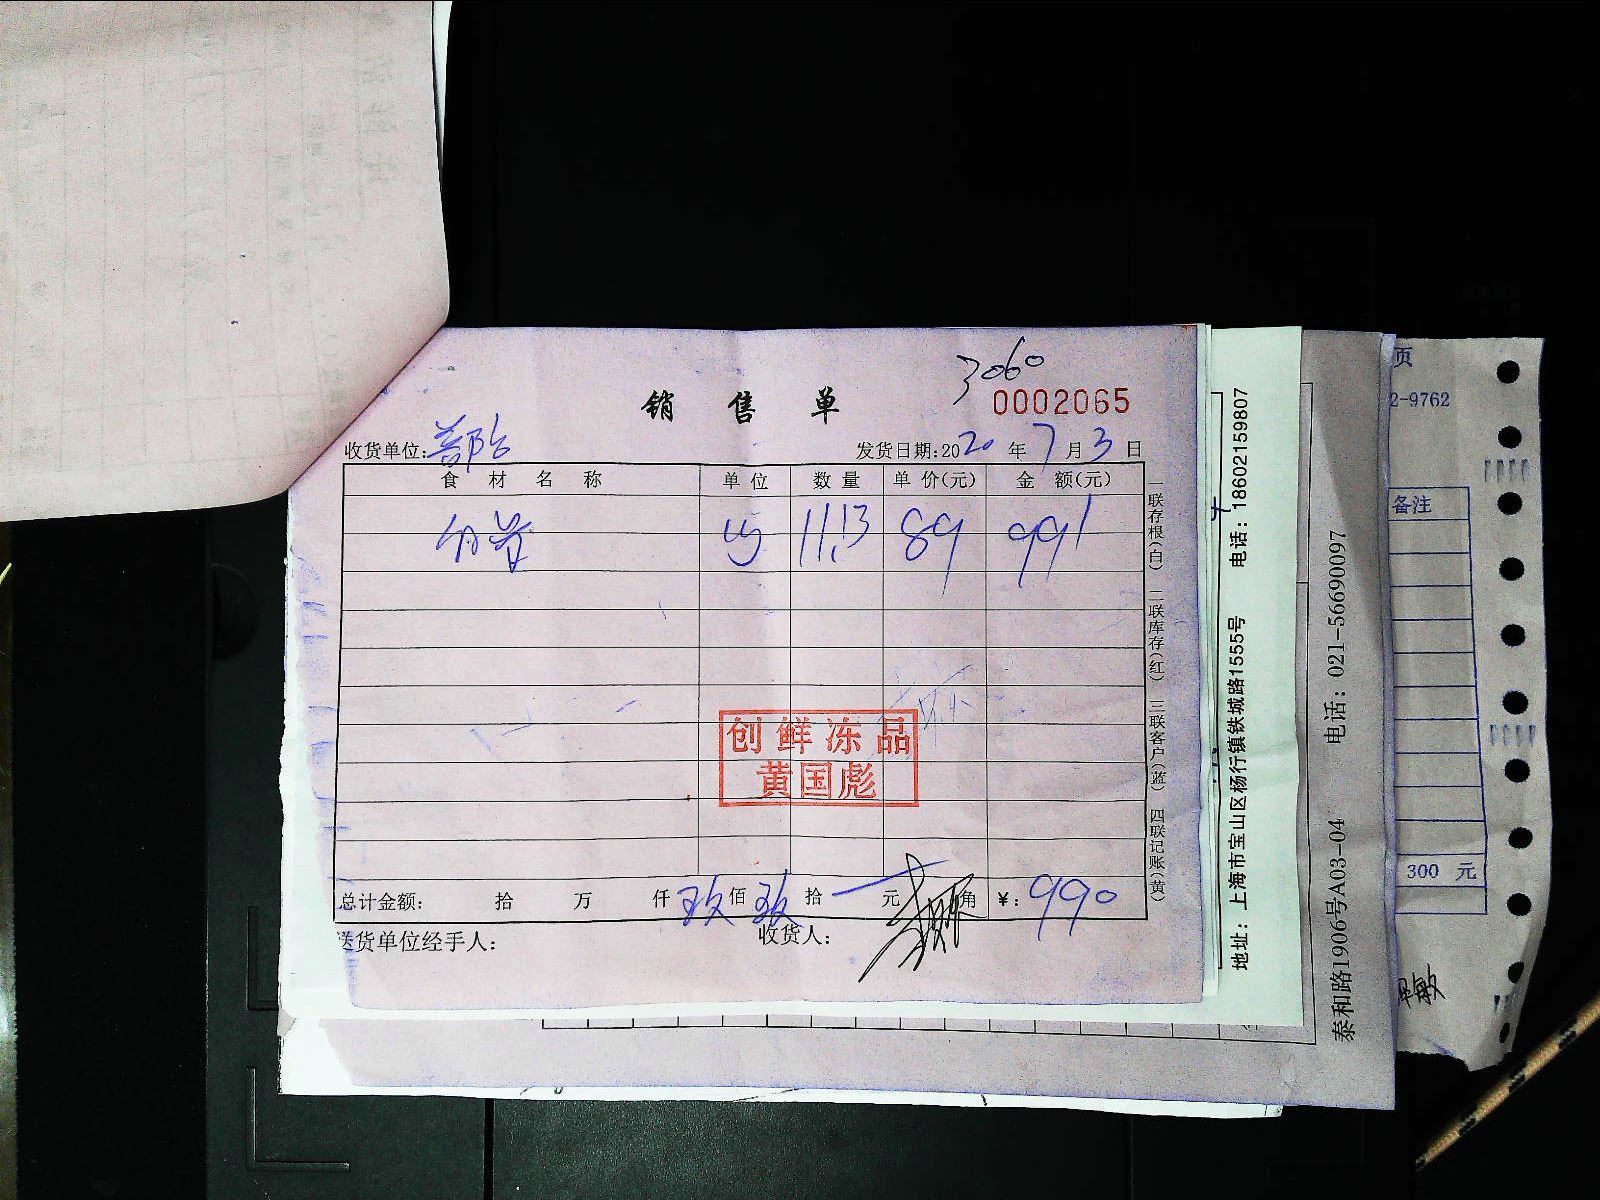 3060
销售单
0002065
收货单位:
发货日期:2020年7月3日
食材名称 单位 数量 单价(元) 金额(元)
11.13 89 991
创鲜冻品
黄国彪
总计金额: 拾 万 仟 玖佰 玖拾 一元 角 ¥:990
送货单位经手人: 收货人:
一联存根(白) 二联库存(红) 三联客户(蓝) 四联记账(黄)
地址:上海市宝山区杨行镇铁城路1555号 电话:18602159807
泰和路1906号A03-04 电话:021-56690097
页
2-9762
备注
300 元
敏